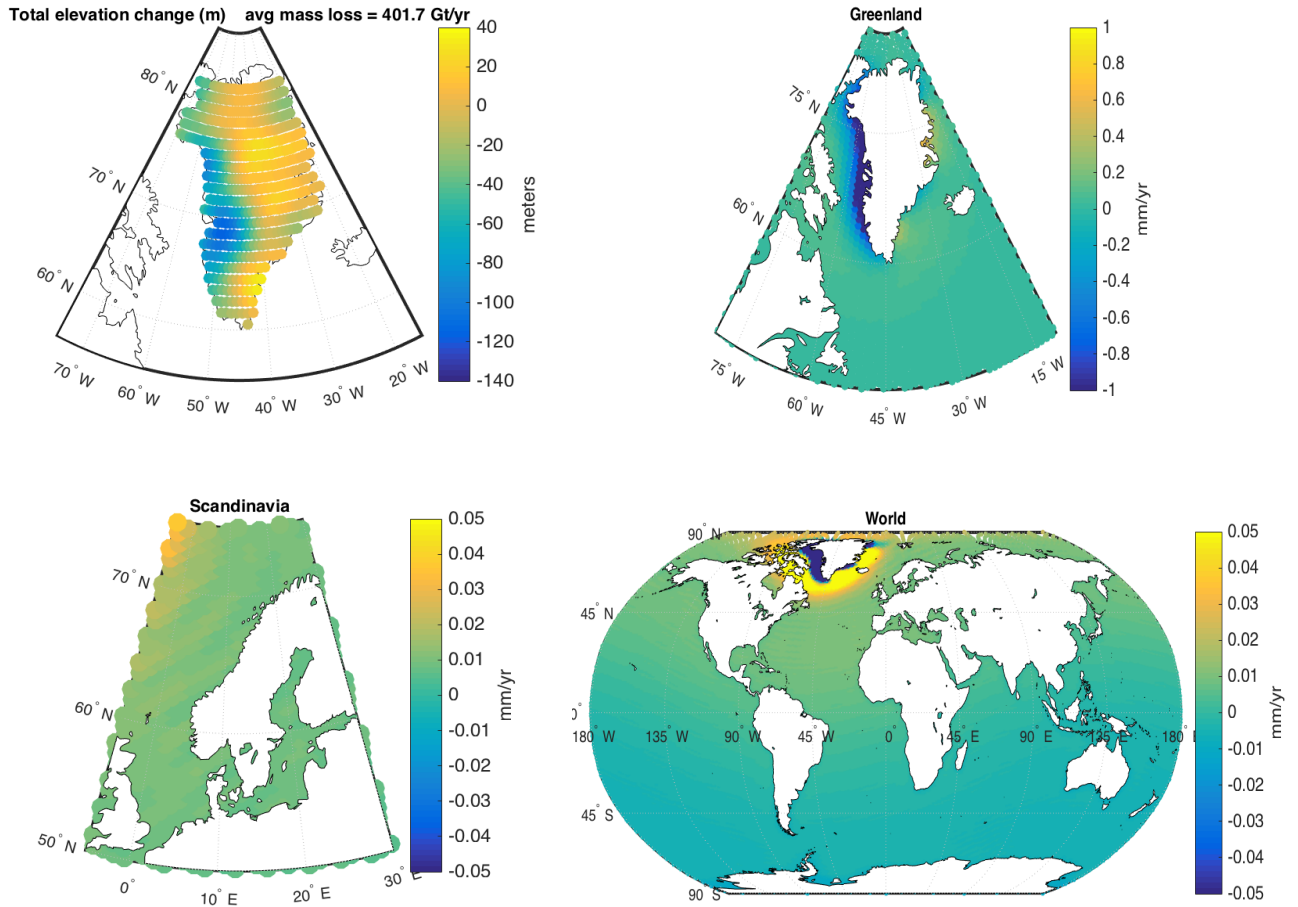 Total elevation change (m) avg mass loss = 401.7 Gt/yr
80° N
70° N
60° N
70° W
60° W
50° W
40° W
30° W
20° W
40
20
0
-20
-40
-60
-80
-100
-120
-140
meters
Greenland
75° N
60° N
75° W
60° W
45° W
30° W
15° W
1
0.8
0.6
0.4
0.2
0
-0.2
-0.4
-0.6
-0.8
-1
mm/yr
Scandinavia
70° N
60° N
50° N
0°
10° E
20° E
30° E
0.05
0.04
0.03
0.02
0.01
0
-0.01
-0.02
-0.03
-0.04
-0.05
mm/yr
World
90° N
45° N
0°
180° W 135° W 90° W 45° W 0° 45° E 90° E 135° E 180° E
45° S
90° S
0.05
0.04
0.03
0.02
0.01
0
-0.01
-0.02
-0.03
-0.04
-0.05
mm/yr